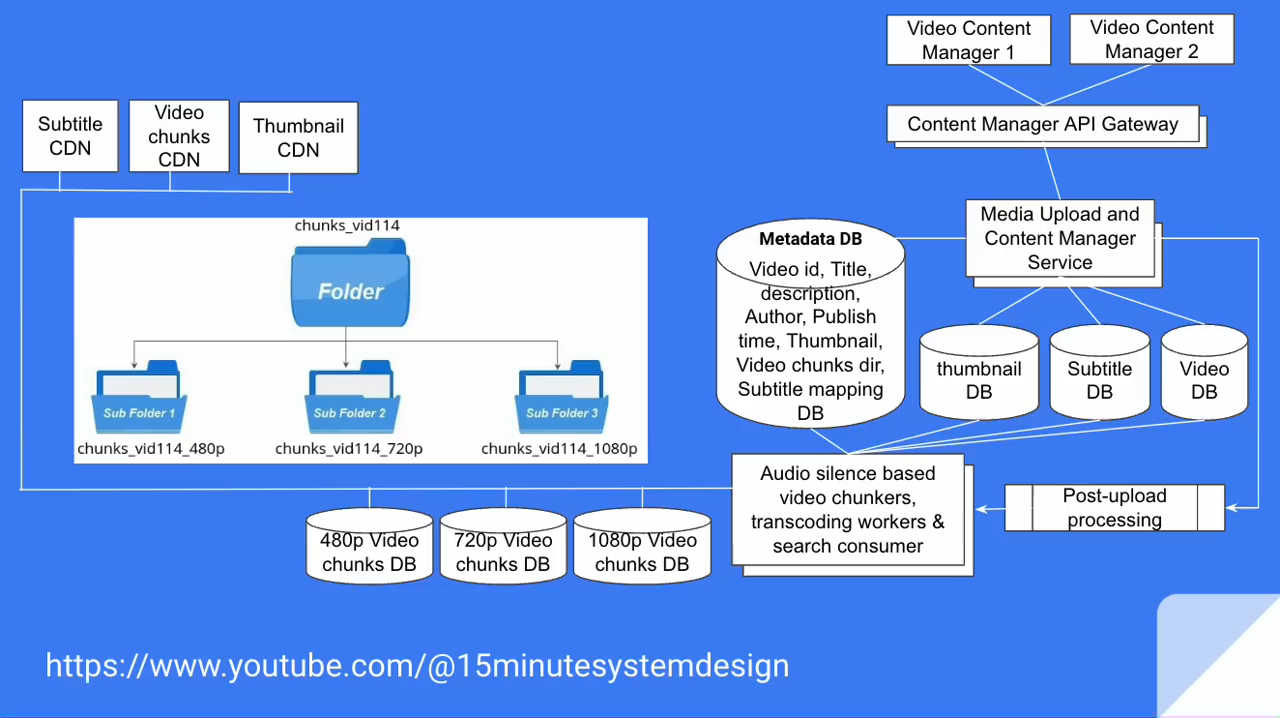 Video Content
Manager 1
Video Content
Manager 2
Content Manager API Gateway
Subtitle
CDN
Video
chunks
CDN
Thumbnail
CDN
Media Upload and
Content Manager
Service
chunks_vid114
Folder
Sub Folder 1
Sub Folder 2
Sub Folder 3
chunks_vid114_480p
chunks_vid114_720p
chunks_vid114_1080p
Metadata DB
Video id, Title,
description,
Author, Publish
time, Thumbnail,
Video chunks dir,
Subtitle mapping
DB
thumbnail
DB
Subtitle
DB
Video
DB
Audio silence based
video chunkers,
transcoding workers &
search consumer
Post-upload
processing
480p Video
chunks DB
720p Video
chunks DB
1080p Video
chunks DB
https://www.youtube.com/@15minutesystemdesign